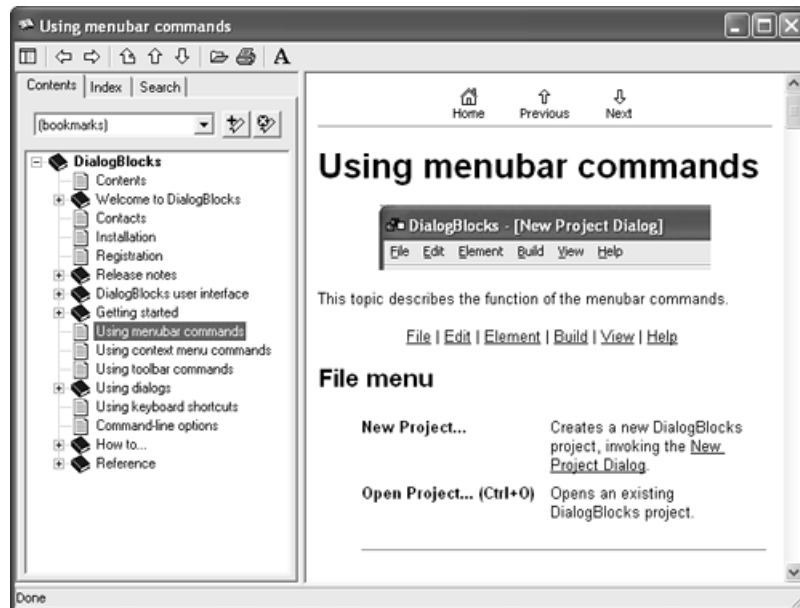 Using menubar commands
A
Contents Index Search
(bookmarks)
DialogBlocks
Contents
Welcome to DialogBlocks
Contacts
Installation
Registration
Release notes
DialogBlocks user interface
Getting started
Using menubar commands
Using context menu commands
Using toolbar commands
Using dialogs
Using keyboard shortcuts
Command-line options
How to...
Reference
Home Previous Next
Using menubar commands
DialogBlocks - [New Project Dialog]
File Edit Element Build View Help
This topic describes the function of the menubar commands.
File | Edit | Element | Build | View | Help
File menu
New Project... Creates a new DialogBlocks
project, invoking the New
Project Dialog.
Open Project... (Ctrl+O) Opens an existing
DialogBlocks project.
Done